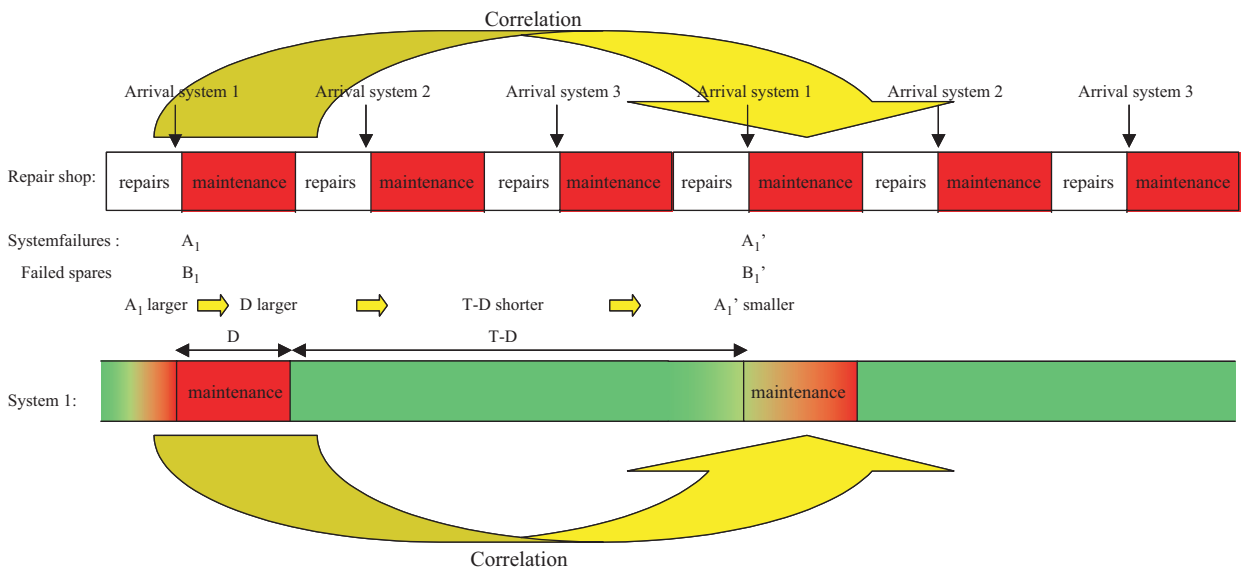 Correlation
Arrival system 1 Arrival system 2 Arrival system 3 Arrival system 1 Arrival system 2 Arrival system 3
Repair shop: repairs maintenance repairs maintenance repairs maintenance repairs maintenance repairs maintenance repairs maintenance
Systemfailures : A1 A1’
Failed spares B1 B1’
A1 larger D larger T-D shorter A1’ smaller
D T-D
System 1: maintenance maintenance
Correlation